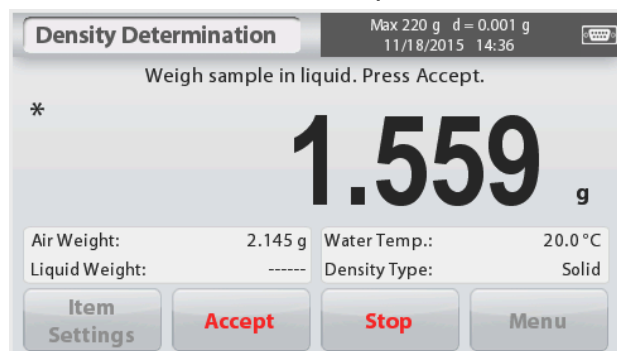 Density Determination
Max 220 g d = 0.001 g
11/18/2015 14:36
Weigh sample in liquid. Press Accept.
*
1.559 g
Air Weight: 2.145 g Water Temp.: 20.0 °C
Liquid Weight: ------ Density Type: Solid
Item
Settings
Accept
Stop
Menu